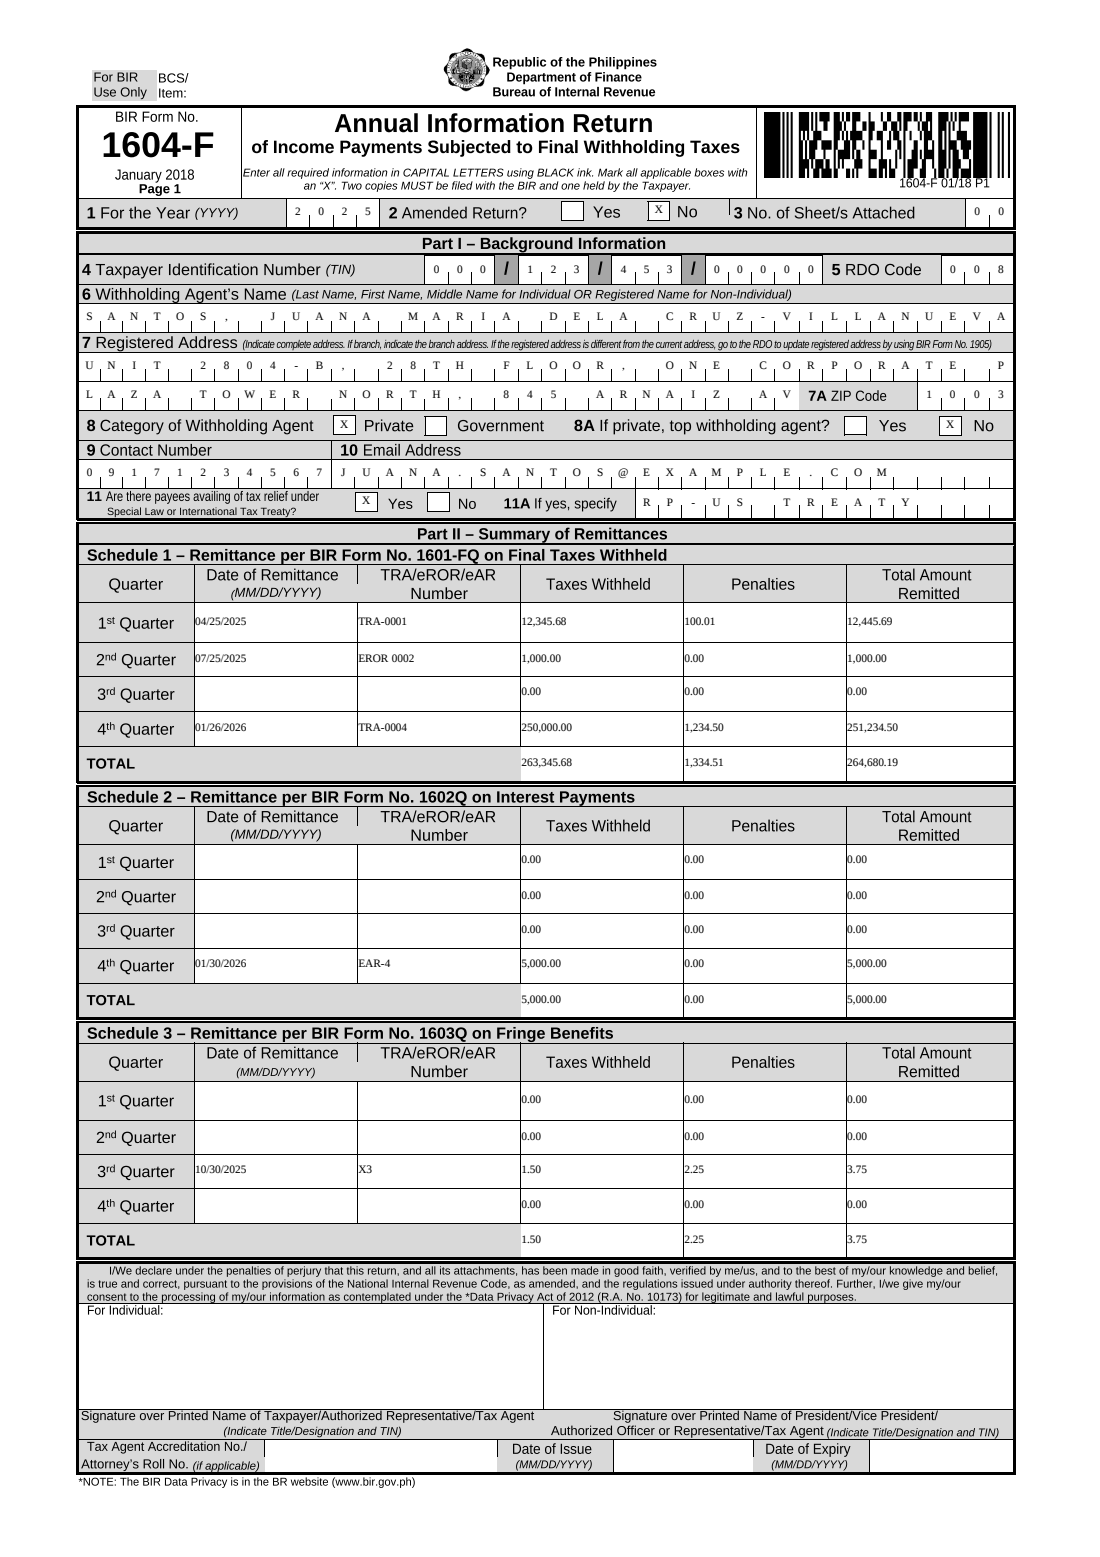 Republic of the Philippines
Department of Finance
Bureau of Internal Revenue
For BIR Use Only
BCS/ Item:
BIR Form No.
1604-F
January 2018
Page 1
Annual Information Return
of Income Payments Subjected to Final Withholding Taxes
Enter all required information in CAPITAL LETTERS using BLACK ink. Mark all applicable boxes with
an “X”. Two copies MUST be filed with the BIR and one held by the Taxpayer.
1604-F 01/18 P1
1 For the Year (YYYY) 2025 2 Amended Return? Yes X No 3 No. of Sheet/s Attached 00
Part I – Background Information
4 Taxpayer Identification Number (TIN) 000 / 123 / 453 / 00000 5 RDO Code 008
6 Withholding Agent’s Name (Last Name, First Name, Middle Name for Individual OR Registered Name for Non-Individual)
SANTOS, JUANA MARIA DELA CRUZ-VILLANUEVA
7 Registered Address (Indicate complete address. If branch, indicate the branch address. If the registered address is different from the current address, go to the RDO to update registered address by using BIR Form No. 1905)
UNIT 2804-B, 28TH FLOOR, ONE CORPORATE P
LAZA TOWER NORTH, 845 ARNAIZ AV 7A ZIP Code 1003
8 Category of Withholding Agent X Private Government 8A If private, top withholding agent? Yes X No
9 Contact Number 10 Email Address
09171234567 JUANA.SANTOS@EXAMPLE.COM
11 Are there payees availing of tax relief under
Special Law or International Tax Treaty? X Yes No 11A If yes, specify RP-US TREATY
Part II – Summary of Remittances
Schedule 1 – Remittance per BIR Form No. 1601-FQ on Final Taxes Withheld
Quarter Date of Remittance (MM/DD/YYYY) TRA/eROR/eAR Number Taxes Withheld Penalties Total Amount Remitted
1st Quarter 04/25/2025 TRA-0001 12,345.68 100.01 12,445.69
2nd Quarter 07/25/2025 EROR 0002 1,000.00 0.00 1,000.00
3rd Quarter 0.00 0.00 0.00
4th Quarter 01/26/2026 TRA-0004 250,000.00 1,234.50 251,234.50
TOTAL 263,345.68 1,334.51 264,680.19
Schedule 2 – Remittance per BIR Form No. 1602Q on Interest Payments
Quarter Date of Remittance (MM/DD/YYYY) TRA/eROR/eAR Number Taxes Withheld Penalties Total Amount Remitted
1st Quarter 0.00 0.00 0.00
2nd Quarter 0.00 0.00 0.00
3rd Quarter 0.00 0.00 0.00
4th Quarter 01/30/2026 EAR-4 5,000.00 0.00 5,000.00
TOTAL 5,000.00 0.00 5,000.00
Schedule 3 – Remittance per BIR Form No. 1603Q on Fringe Benefits
Quarter Date of Remittance (MM/DD/YYYY) TRA/eROR/eAR Number Taxes Withheld Penalties Total Amount Remitted
1st Quarter 0.00 0.00 0.00
2nd Quarter 0.00 0.00 0.00
3rd Quarter 10/30/2025 X3 1.50 2.25 3.75
4th Quarter 0.00 0.00 0.00
TOTAL 1.50 2.25 3.75
I/We declare under the penalties of perjury that this return, and all its attachments, has been made in good faith, verified by me/us, and to the best of my/our knowledge and belief,
is true and correct, pursuant to the provisions of the National Internal Revenue Code, as amended, and the regulations issued under authority thereof. Further, I/we give my/our
consent to the processing of my/our information as contemplated under the *Data Privacy Act of 2012 (R.A. No. 10173) for legitimate and lawful purposes.
For Individual: For Non-Individual:
Signature over Printed Name of Taxpayer/Authorized Representative/Tax Agent
(Indicate Title/Designation and TIN)
Signature over Printed Name of President/Vice President/
Authorized Officer or Representative/Tax Agent (Indicate Title/Designation and TIN)
Tax Agent Accreditation No./
Attorney’s Roll No. (if applicable)
Date of Issue
(MM/DD/YYYY)
Date of Expiry
(MM/DD/YYYY)
*NOTE: The BIR Data Privacy is in the BR website (www.bir.gov.ph)